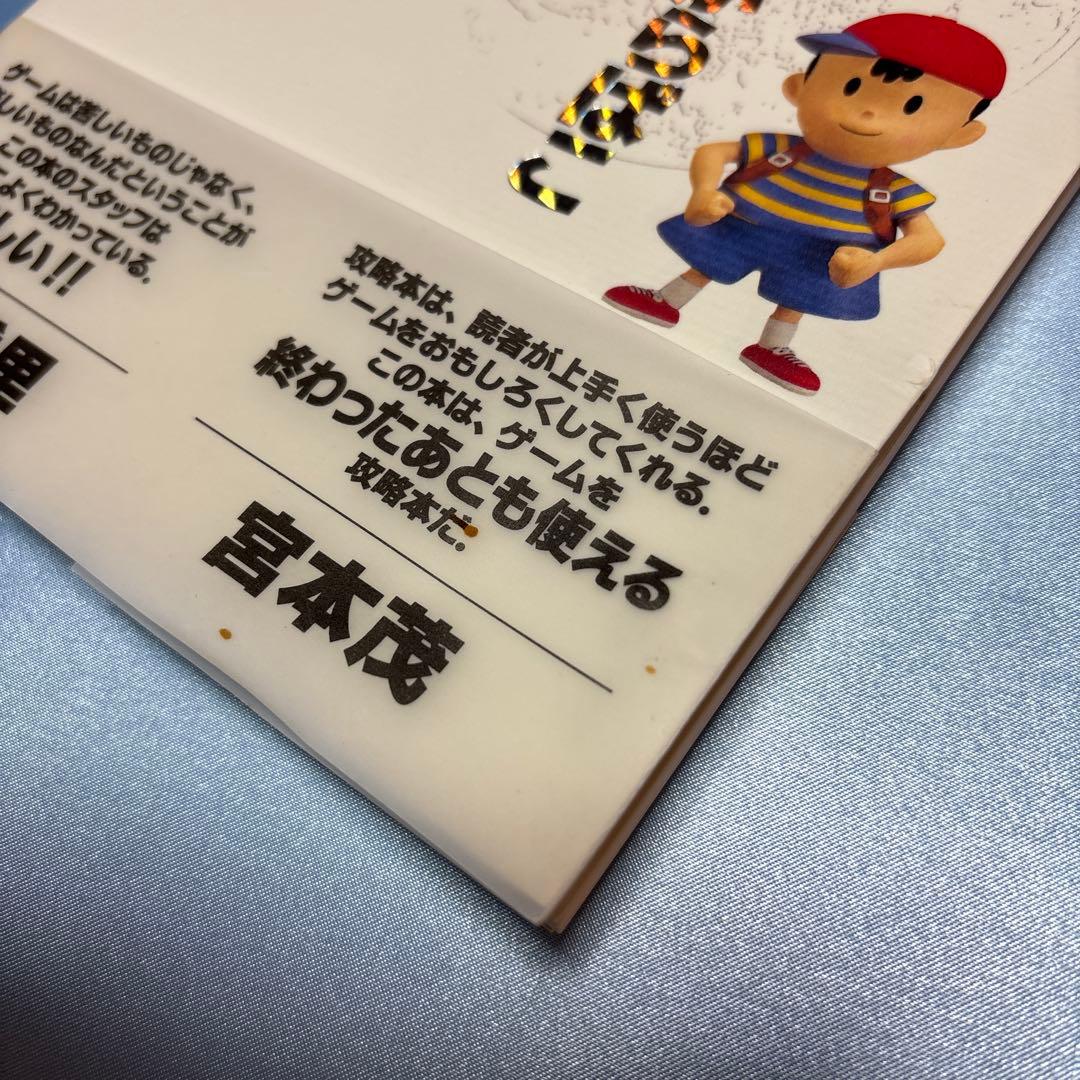 ひばらぶ
ゲームは苦しいものじゃなく、
しいものなんだということが
この本のスタッフは
よくわかっている。
しい!!
里
攻略本は、読者が上手く使うほど
ゲームをおもしろくしてくれる。
この本は、ゲームを
終わったあとも使える
攻略本だ。
宮本茂